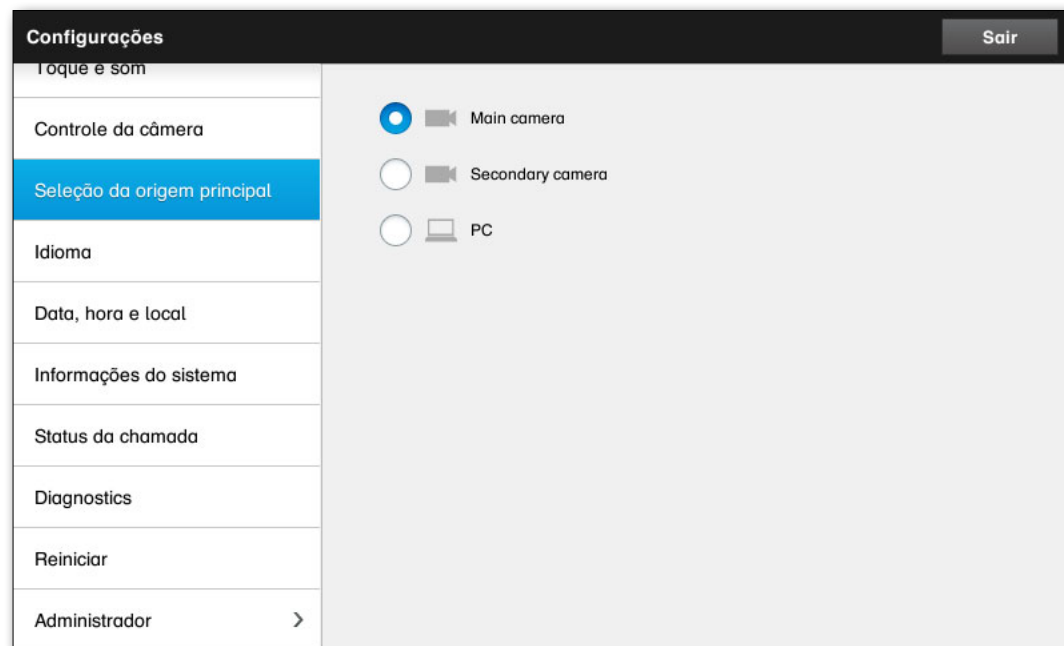 Configurações
Sair
Toque e som
Controle da câmera
Seleção da origem principal
Idioma
Data, hora e local
Informações do sistema
Status da chamada
Diagnostics
Reiniciar
Administrador
Main camera
Secondary camera
PC